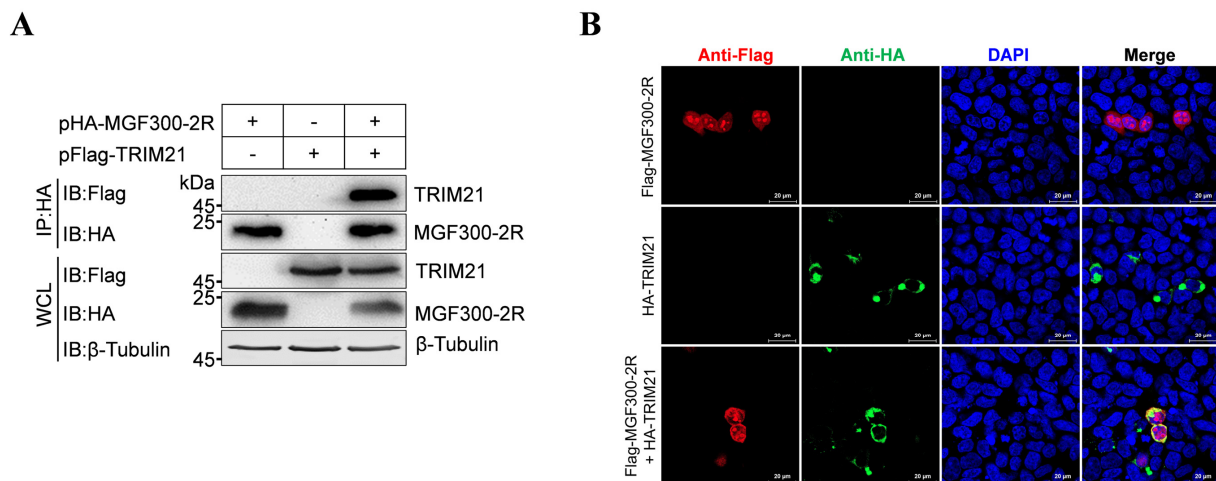 A
pHA-MGF300-2R + - +
pFlag-TRIM21 - + +
kDa
IP:HA
IB:Flag 45 TRIM21
IB:HA 25 MGF300-2R
WCL
IB:Flag 45 TRIM21
IB:HA 25 MGF300-2R
IB:β-Tubulin 45 β-Tubulin
B
Anti-Flag Anti-HA DAPI Merge
Flag-MGF300-2R
20 μm 20 μm 20 μm 20 μm
HA-TRIM21
20 μm 20 μm 20 μm 20 μm
Flag-MGF300-2R
+ HA-TRIM21
20 μm 20 μm 20 μm 20 μm